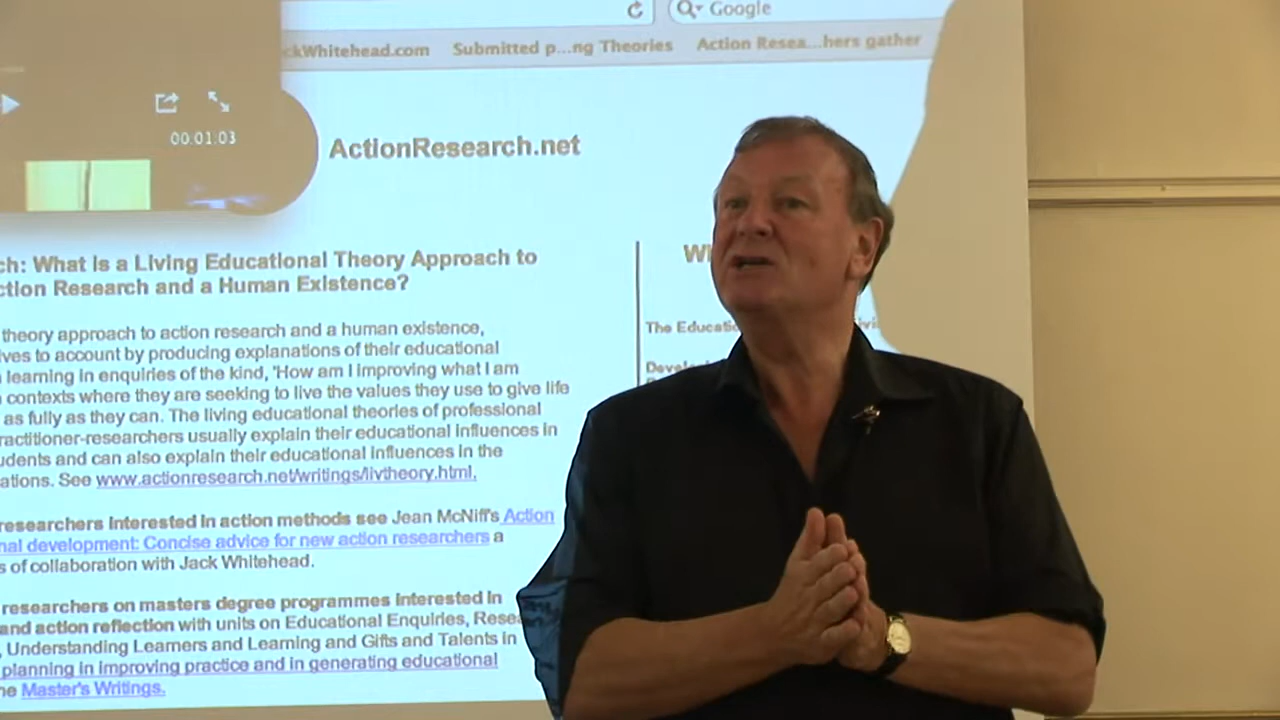 Google
ckWhitehead.com Submitted p...ng Theories Action Resea...hers gather
00:01:03
ActionResearch.net
ch: What is a Living Educational Theory Approach to
ction Research and a Human Existence?
theory approach to action research and a human existence,
lves to account by producing explanations of their educational
learning in enquiries of the kind, 'How am I improving what I am
contexts where they are seeking to live the values they use to give life
as fully as they can. The living educational theories of professional
ractitioner-researchers usually explain their educational influences in
udents and can also explain their educational influences in the
ations. See www.actionresearch.net/writings/livtheory.html.
researchers interested in action methods see Jean McNiff's Action
nal development: Concise advice for new action researchers a
s of collaboration with Jack Whitehead.
researchers on masters degree programmes interested in
and action reflection with units on Educational Enquiries, Resea
, Understanding Learners and Learning and Gifts and Talents in
planning in improving practice and in generating educational
he Master's Writings.
W
The Educatio
Devel